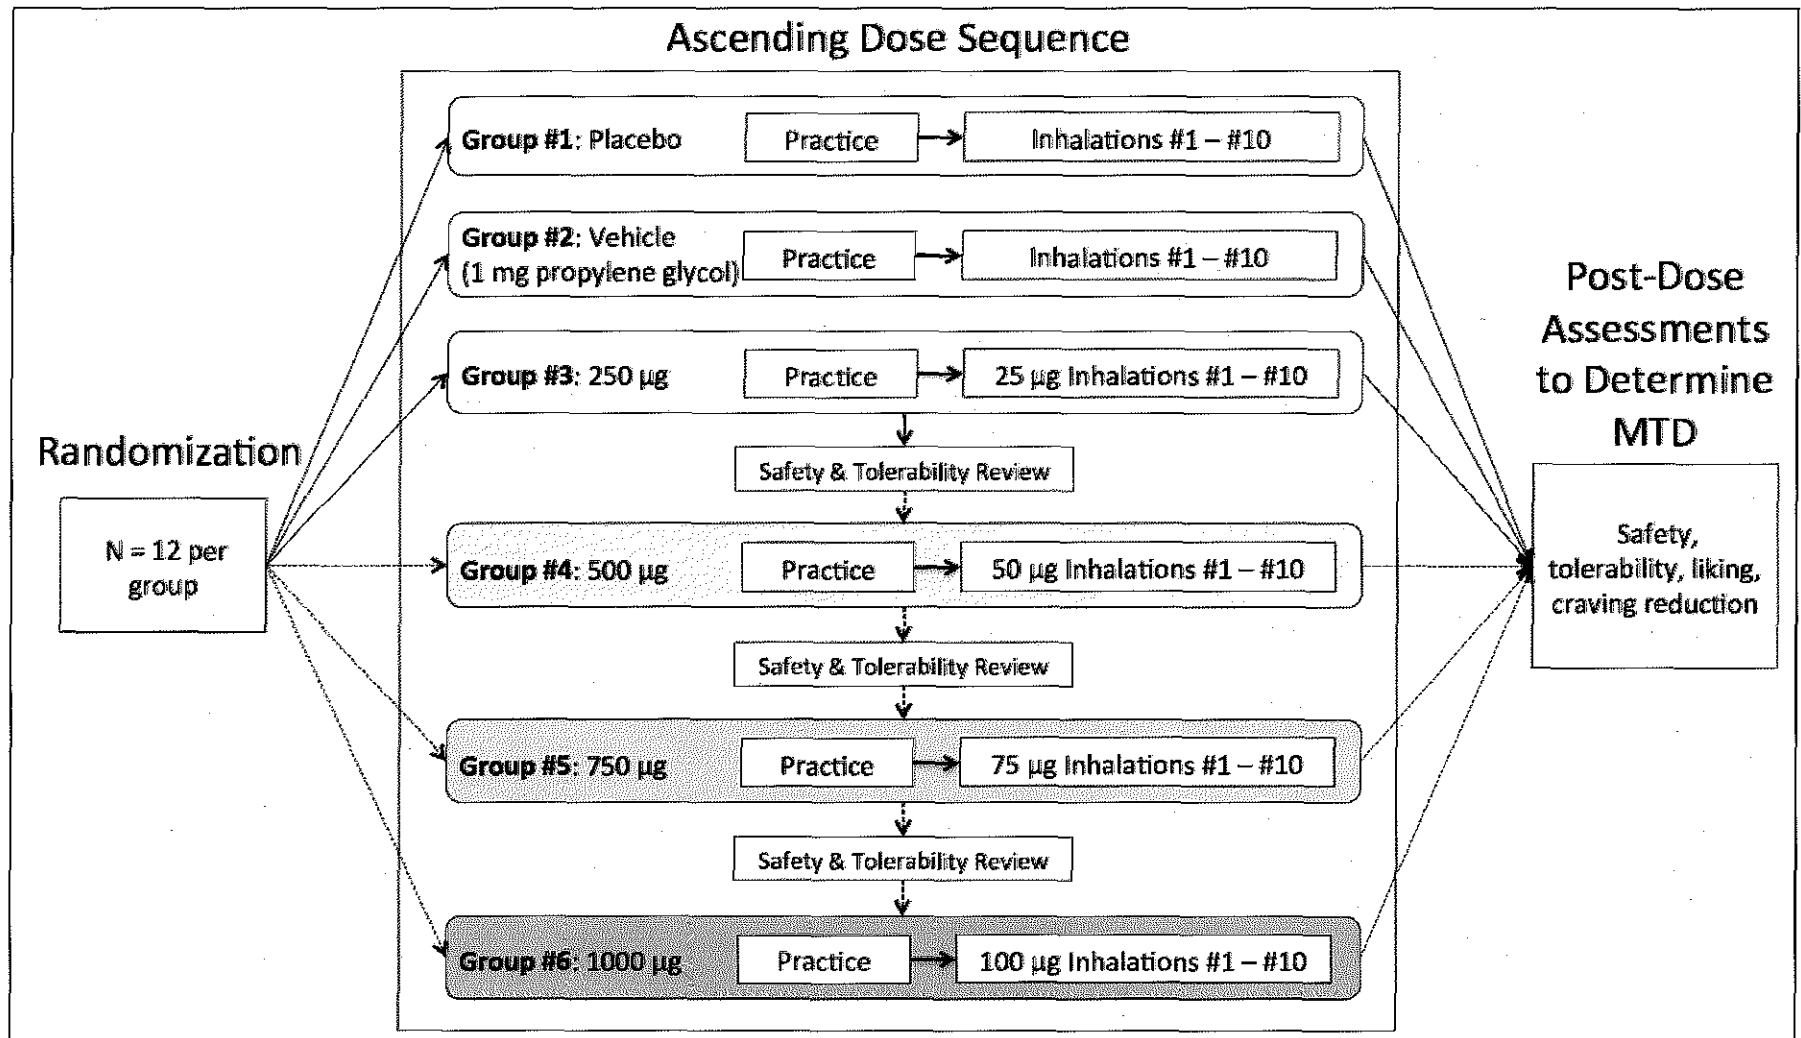 Ascending Dose Sequence
Group #1: Placebo
Practice
Inhalations #1 – #10
Group #2: Vehicle
(1 mg propylene glycol)
Practice
Inhalations #1 – #10
Group #3: 250 µg
Practice
25 µg Inhalations #1 – #10
Safety & Tolerability Review
Randomization
N = 12 per
group
Group #4: 500 µg
Practice
50 µg Inhalations #1 – #10
Safety & Tolerability Review
Group #5: 750 µg
Practice
75 µg Inhalations #1 – #10
Safety & Tolerability Review
Group #6: 1000 µg
Practice
100 µg Inhalations #1 – #10
Post-Dose
Assessments
to Determine
MTD
Safety,
tolerability, liking,
craving reduction